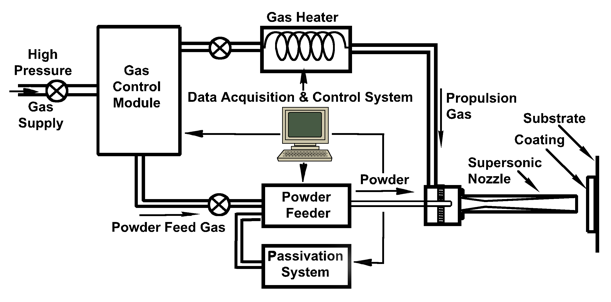 Gas Heater
High
Pressure
Gas
Supply
Gas
Control
Module
Data Acquisition & Control System
Propulsion
Gas
Substrate
Coating
Supersonic
Nozzle
Powder
Powder
Feeder
Powder Feed Gas
Passivation
System